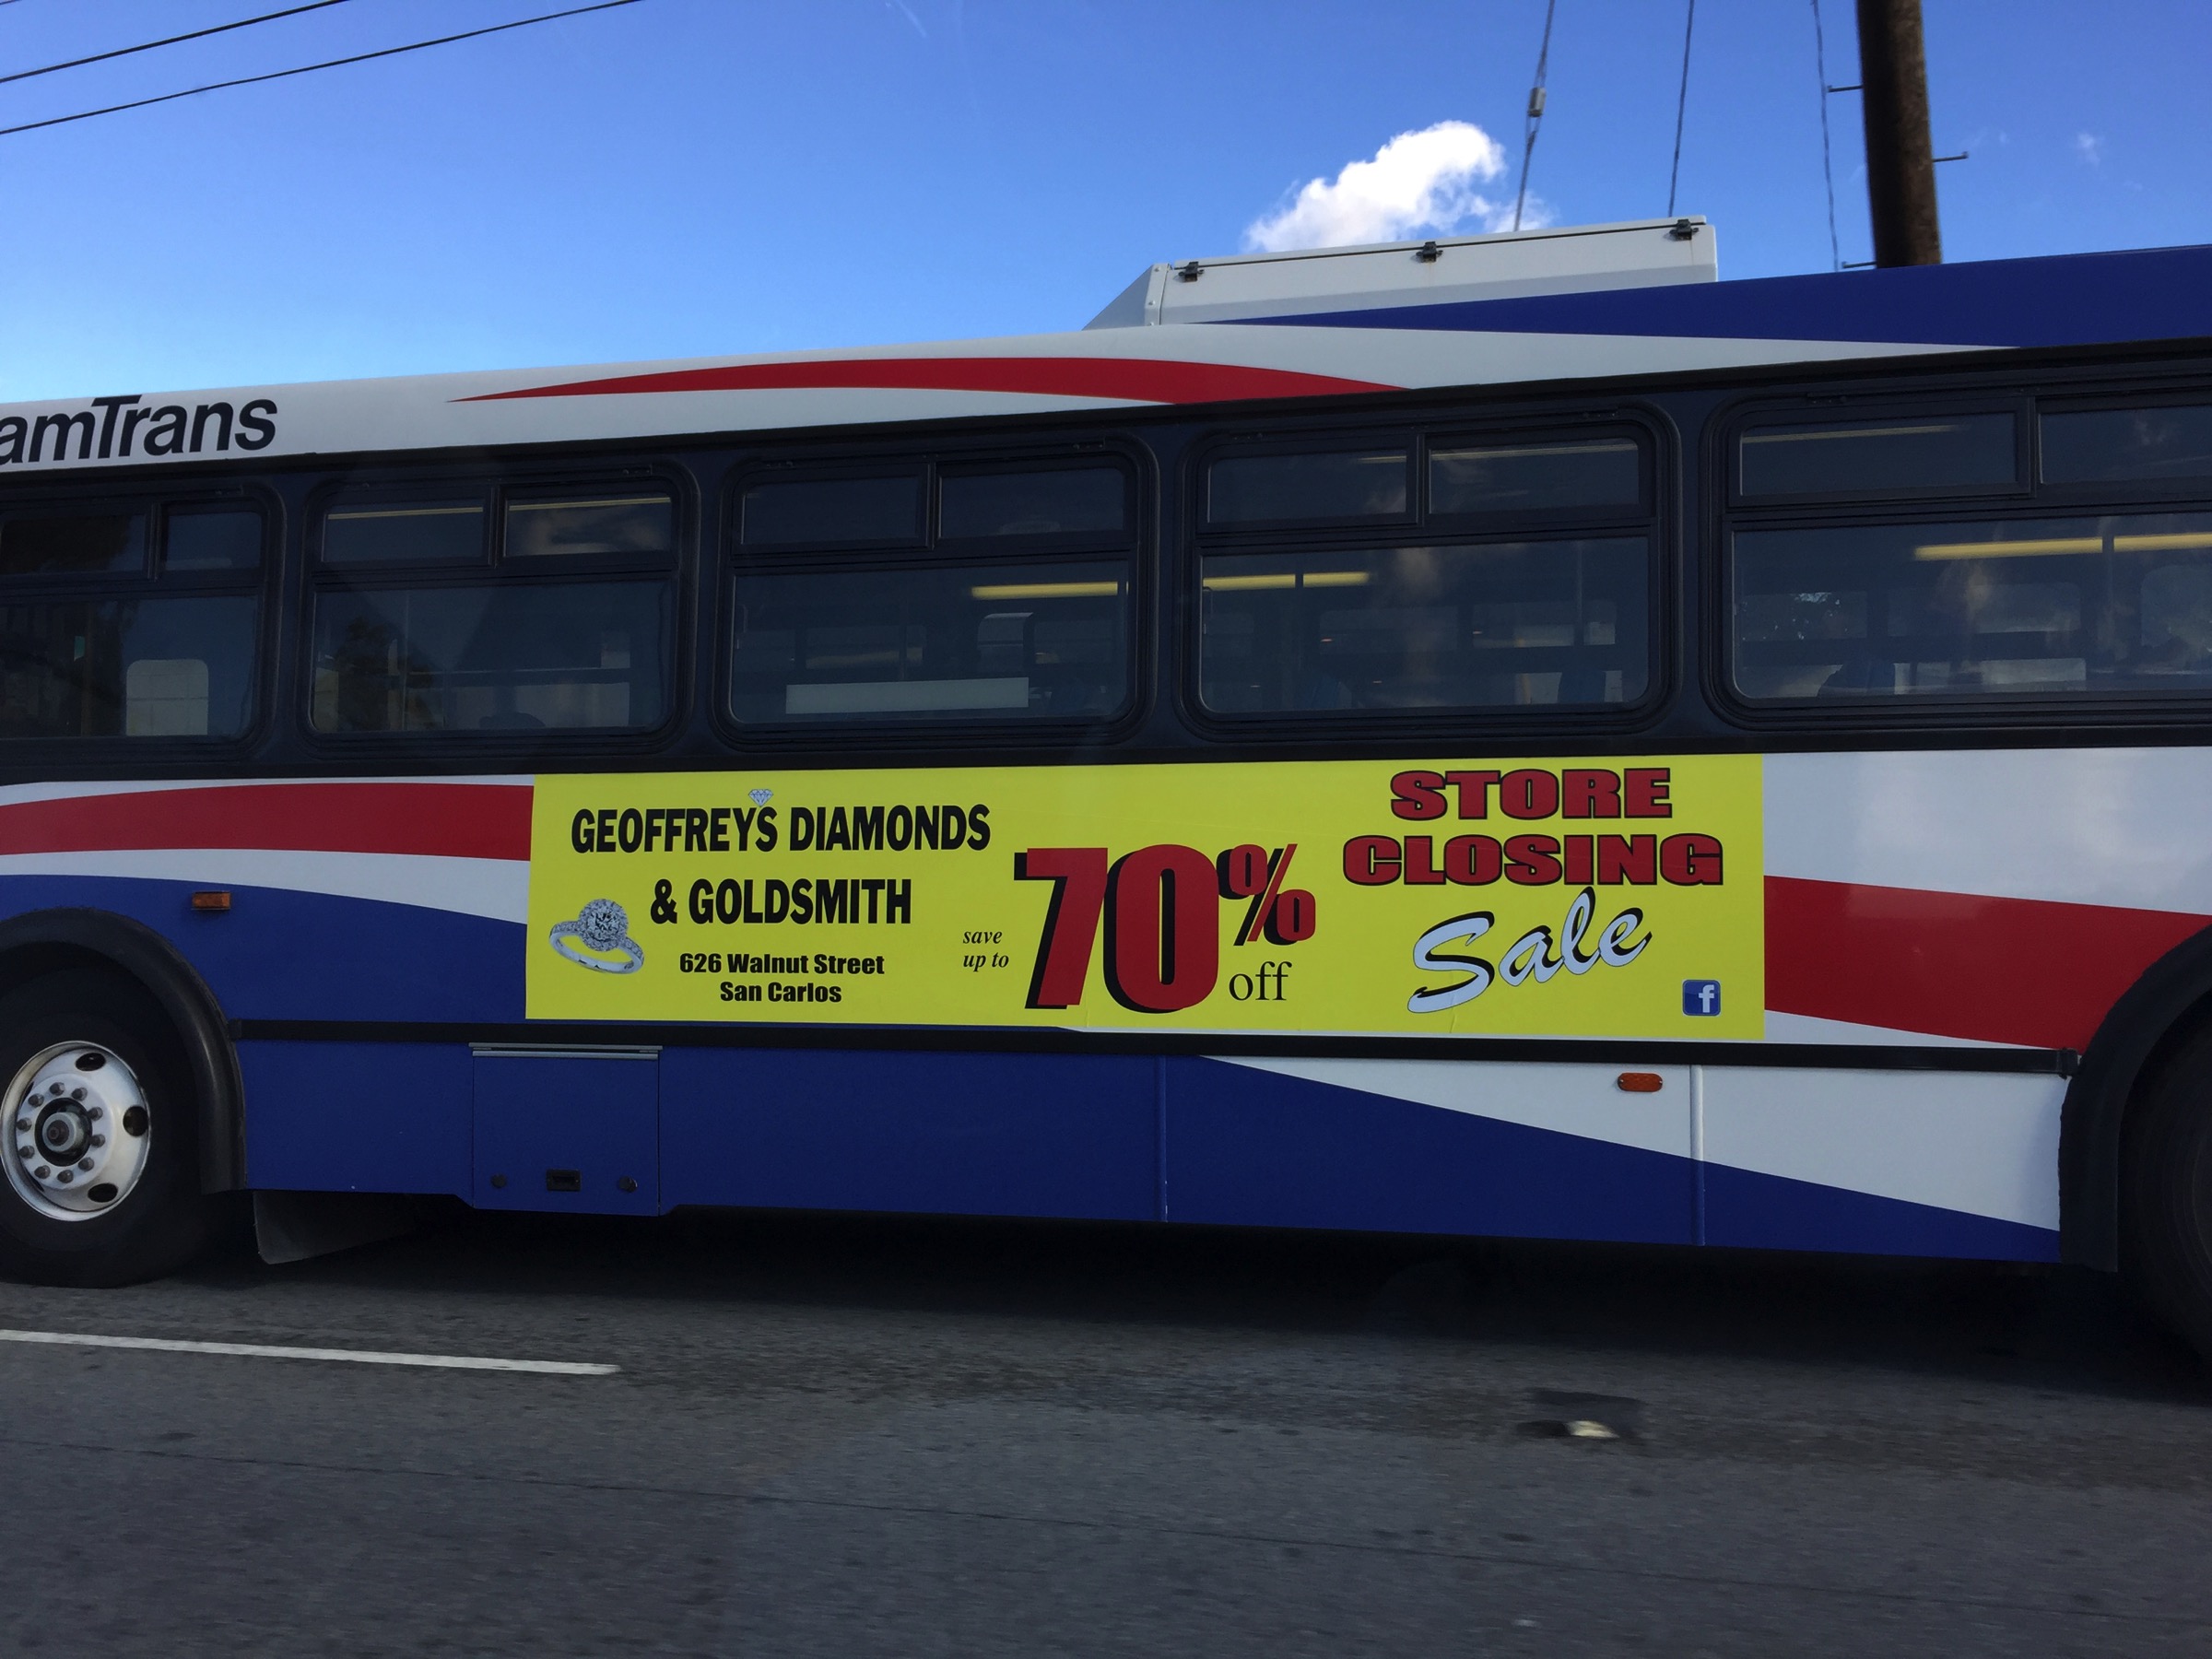 amTrans
GEOFFREYS DIAMONDS
& GOLDSMITH
626 Walnut Street
San Carlos
save
up to
70%
off
STORE
CLOSING
Sale
f